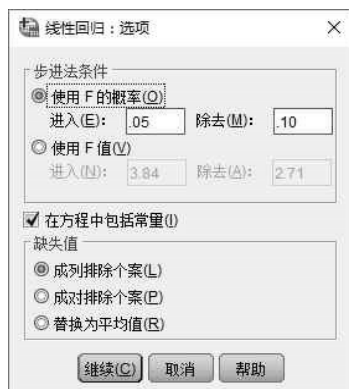 线性回归：选项
步进法条件
使用 F 的概率(O)
进入(E): .05 除去(M): .10
使用 F 值(V)
进入(N): 3.84 除去(A): 2.71
在方程中包括常量(I)
缺失值
成列排除个案(L)
成对排除个案(P)
替换为平均值(R)
继续(C) 取消 帮助